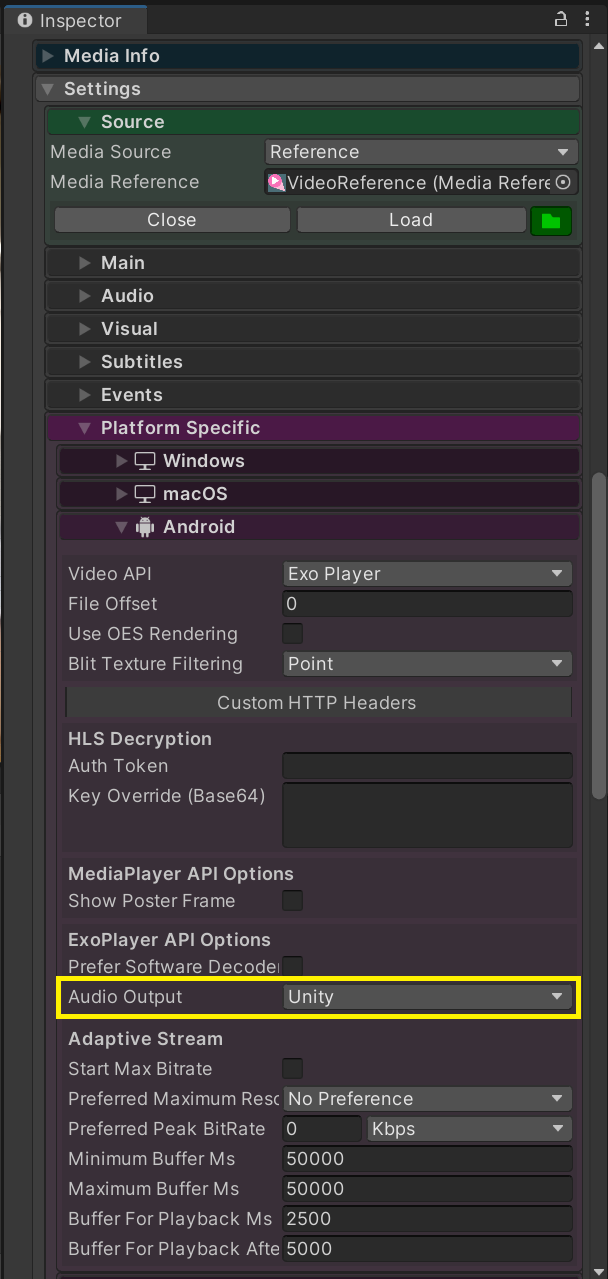 Inspector
Media Info
Settings
Source
Media Source Reference
Media Reference VideoReference (Media Refere
Close Load
Main
Audio
Visual
Subtitles
Events
Platform Specific
Windows
macOS
Android
Video API Exo Player
File Offset 0
Use OES Rendering
Blit Texture Filtering Point
Custom HTTP Headers
HLS Decryption
Auth Token
Key Override (Base64)
MediaPlayer API Options
Show Poster Frame
ExoPlayer API Options
Prefer Software Decoder
Audio Output Unity
Adaptive Stream
Start Max Bitrate
Preferred Maximum Reso No Preference
Preferred Peak BitRate 0 Kbps
Minimum Buffer Ms 50000
Maximum Buffer Ms 50000
Buffer For Playback Ms 2500
Buffer For Playback Afte 5000